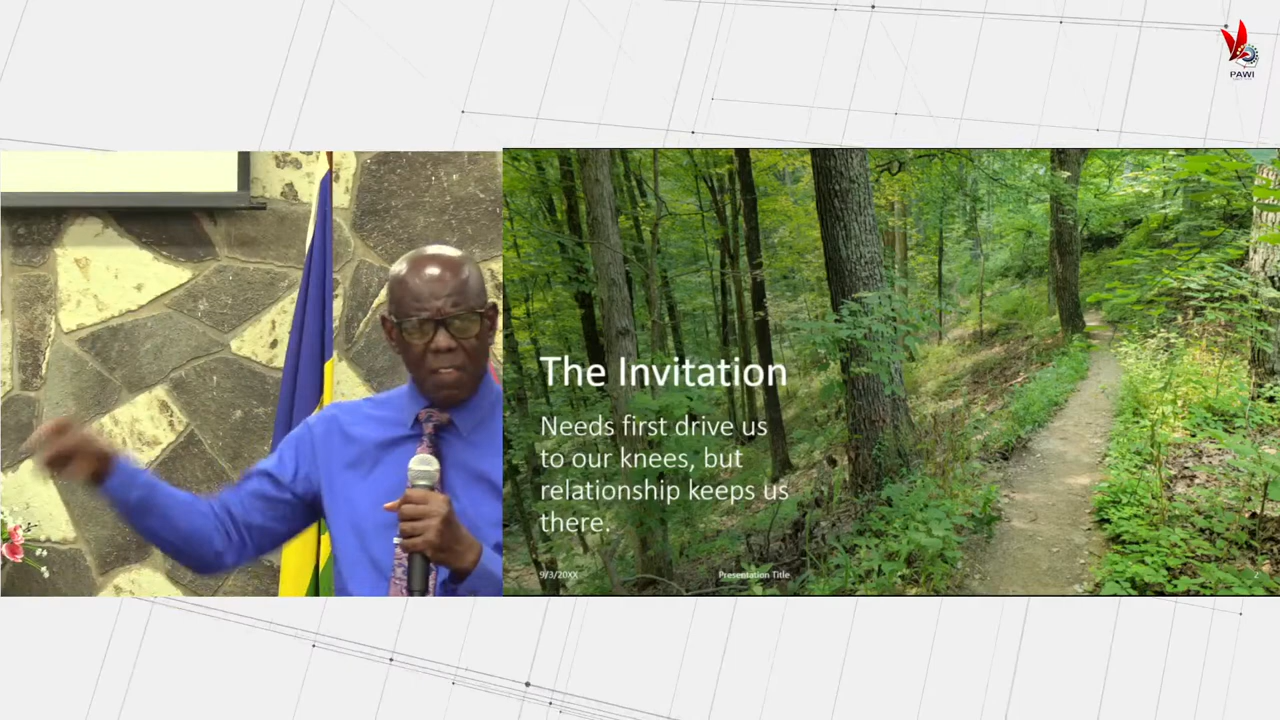 PAWI
The Invitation
Needs first drive us
to our knees, but
relationship keeps us
there.
9/3/20XX
Presentation Title
2